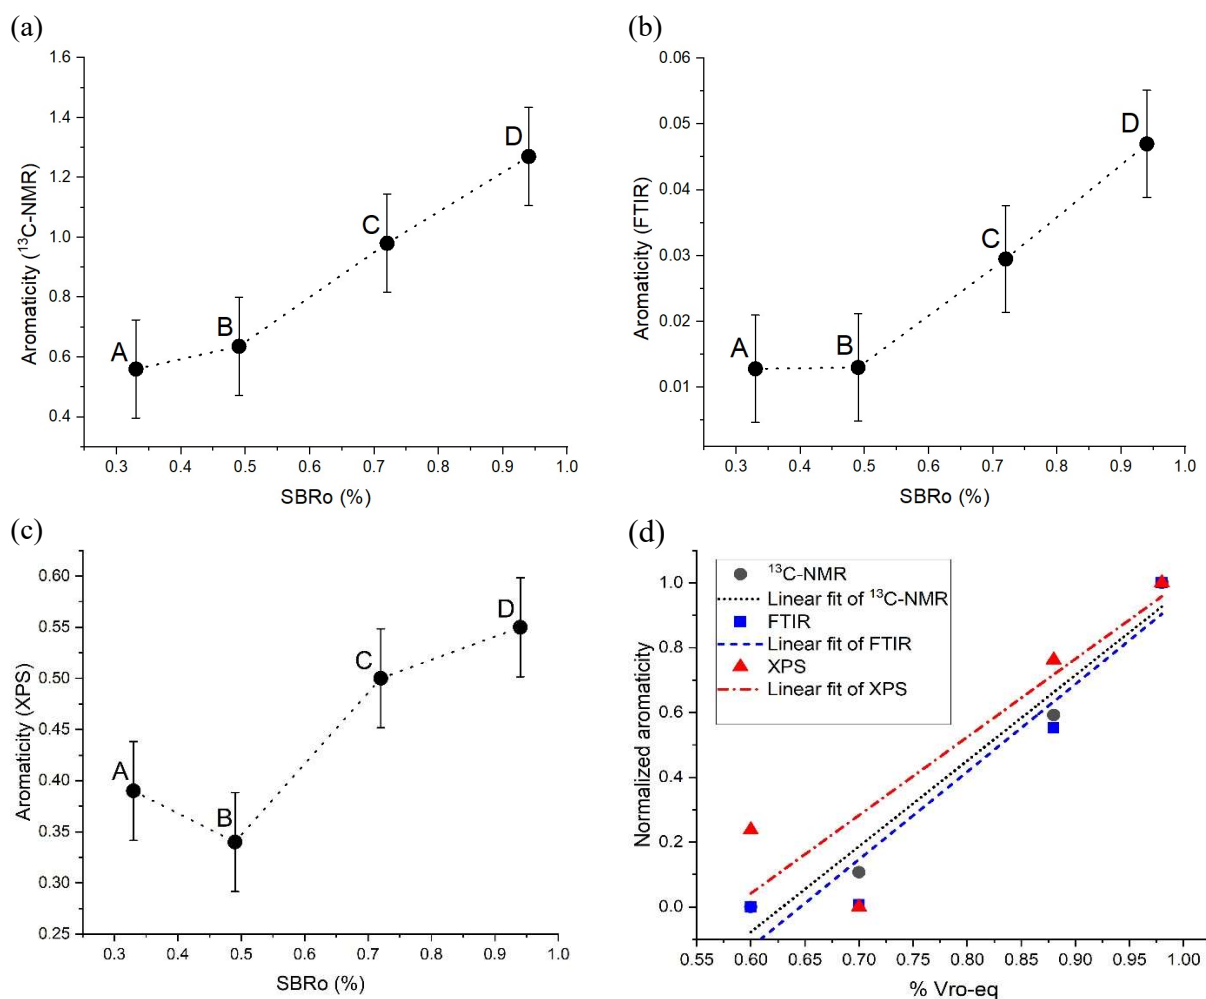 (a)
1.6
1.4
1.2
1.0
0.8
0.6
0.4
Aromaticity (¹³C-NMR)
A
B
C
D
0.3 0.4 0.5 0.6 0.7 0.8 0.9 1.0
SBRo (%)
(b)
0.06
0.05
0.04
0.03
0.02
0.01
Aromaticity (FTIR)
A
B
C
D
0.3 0.4 0.5 0.6 0.7 0.8 0.9 1.0
SBRo (%)
(c)
0.60
0.55
0.50
0.45
0.40
0.35
0.30
0.25
Aromaticity (XPS)
A
B
C
D
0.3 0.4 0.5 0.6 0.7 0.8 0.9 1.0
SBRo (%)
(d)
1.0
0.8
0.6
0.4
0.2
0.0
Normalized aromaticity
¹³C-NMR
Linear fit of ¹³C-NMR
FTIR
Linear fit of FTIR
XPS
Linear fit of XPS
0.55 0.60 0.65 0.70 0.75 0.80 0.85 0.90 0.95 1.00
% Vro-eq